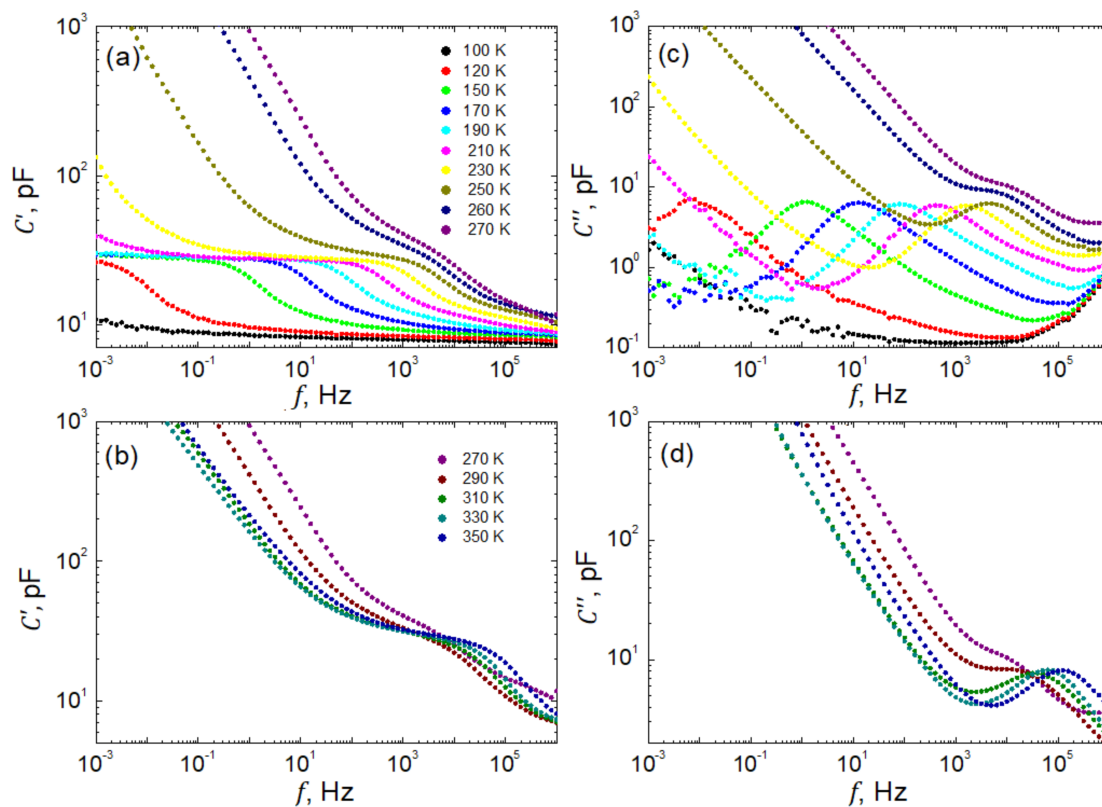 (a)
10³
10²
10¹
C′, pF
10⁻³ 10⁻¹ 10¹ 10³ 10⁵
f, Hz
100 K
120 K
150 K
170 K
190 K
210 K
230 K
250 K
260 K
270 K
(c)
10³
10²
10¹
10⁰
10⁻¹
C″, pF
10⁻³ 10⁻¹ 10¹ 10³ 10⁵
f, Hz
(b)
10³
10²
10¹
C′, pF
10⁻³ 10⁻¹ 10¹ 10³ 10⁵
f, Hz
270 K
290 K
310 K
330 K
350 K
(d)
10³
10²
10¹
C″, pF
10⁻³ 10⁻¹ 10¹ 10³ 10⁵
f, Hz